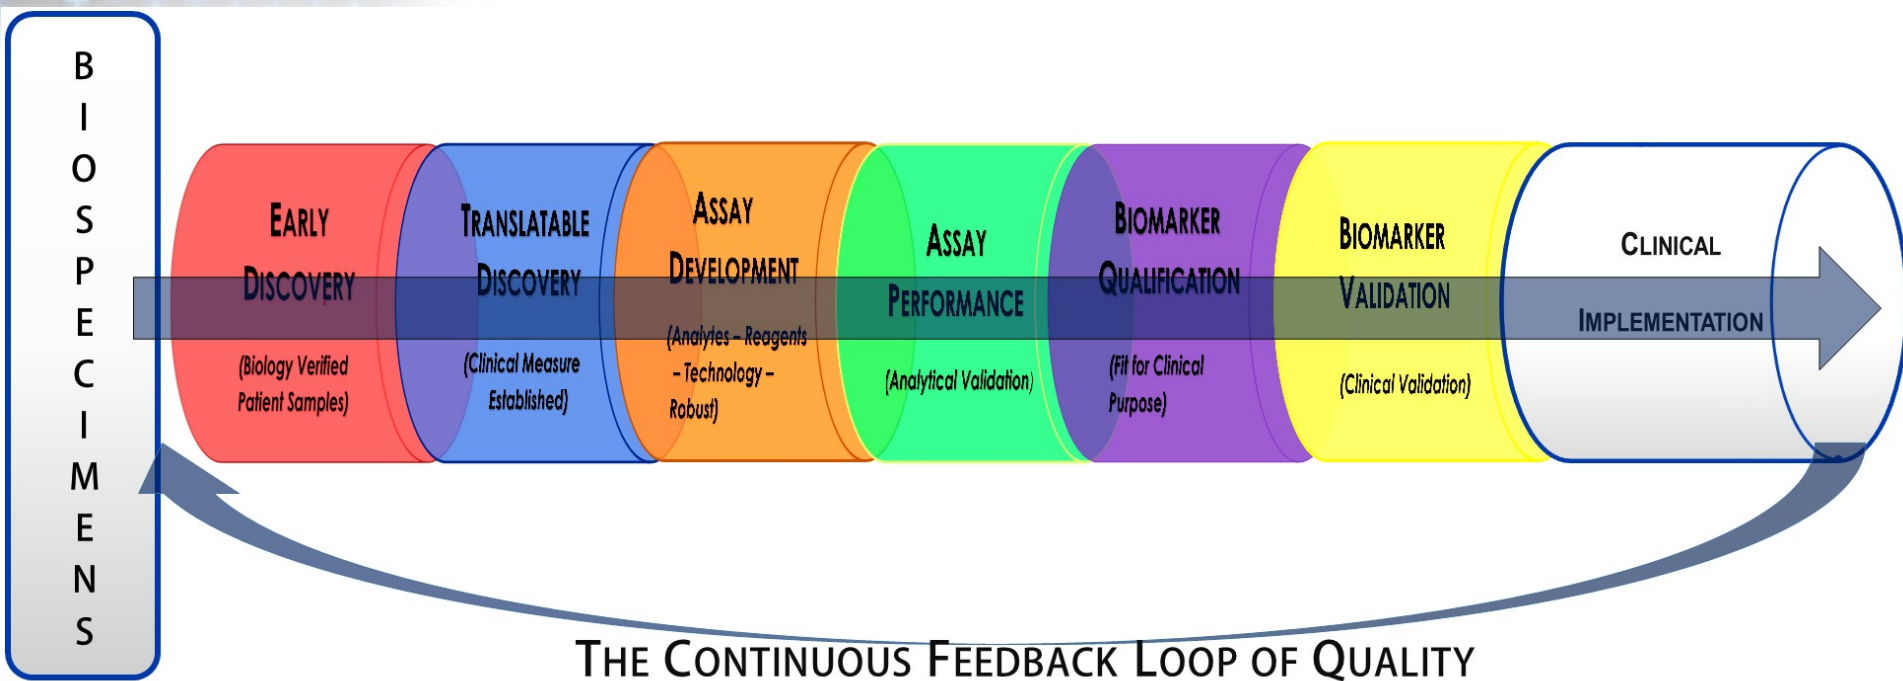 BIOSPECIMENS
EARLY
DISCOVERY
(Biology Verified
Patient Samples)
TRANSLATABLE
DISCOVERY
(Clinical Measure
Established)
ASSAY
DEVELOPMENT
(Analytes – Reagents
– Technology –
Robust)
ASSAY
PERFORMANCE
(Analytical Validation)
BIOMARKER
QUALIFICATION
(Fit for Clinical
Purpose)
BIOMARKER
VALIDATION
(Clinical Validation)
CLINICAL
IMPLEMENTATION
THE CONTINUOUS FEEDBACK LOOP OF QUALITY